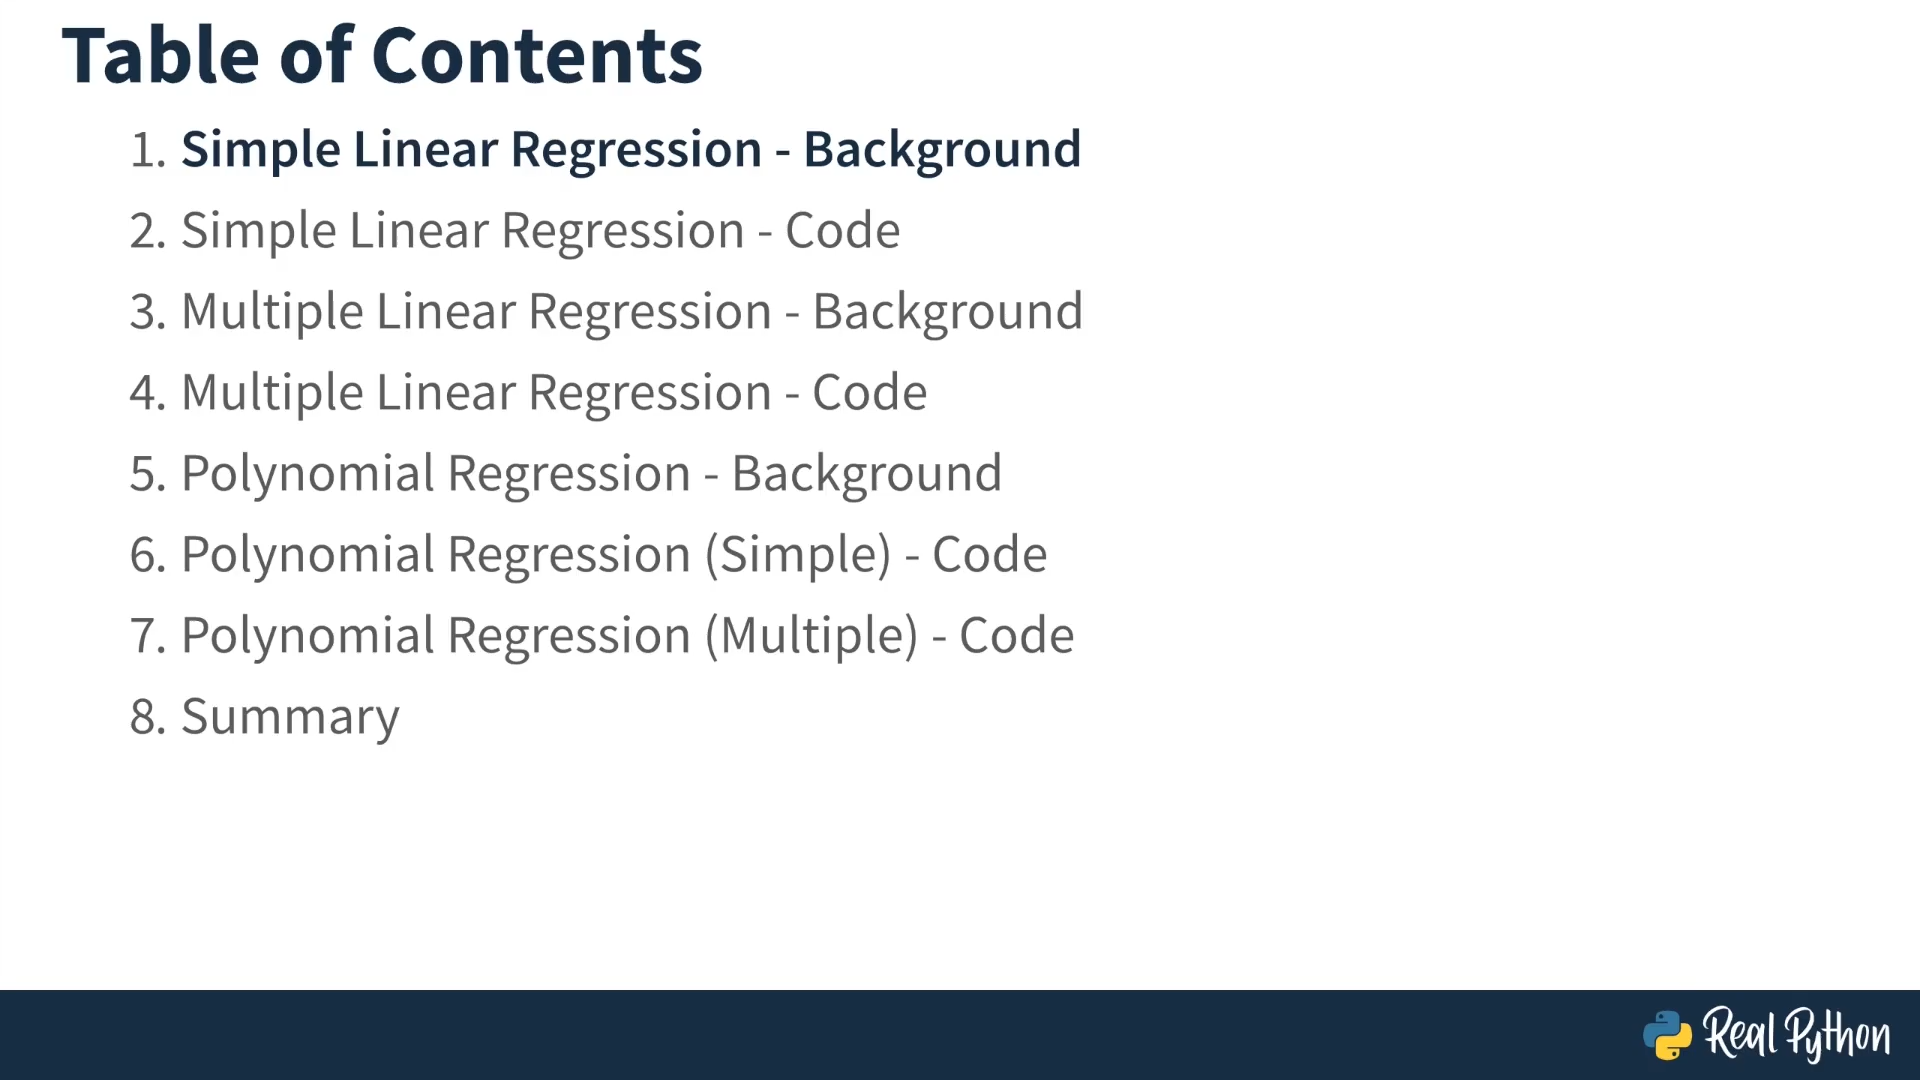 Table of Contents
1. Simple Linear Regression - Background
2. Simple Linear Regression - Code
3. Multiple Linear Regression - Background
4. Multiple Linear Regression - Code
5. Polynomial Regression - Background
6. Polynomial Regression (Simple) - Code
7. Polynomial Regression (Multiple) - Code
8. Summary
Real Python